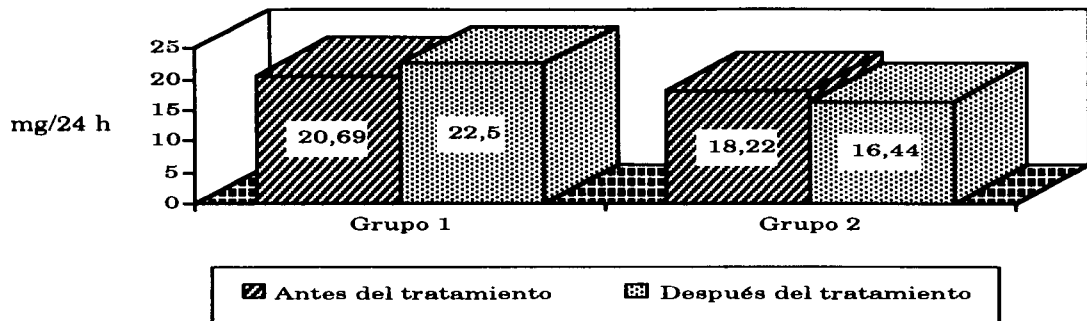 25
20
15
10
5
0
mg/24 h
20,69
22,5
18,22
16,44
Grupo 1
Grupo 2
Antes del tratamiento
Después del tratamiento